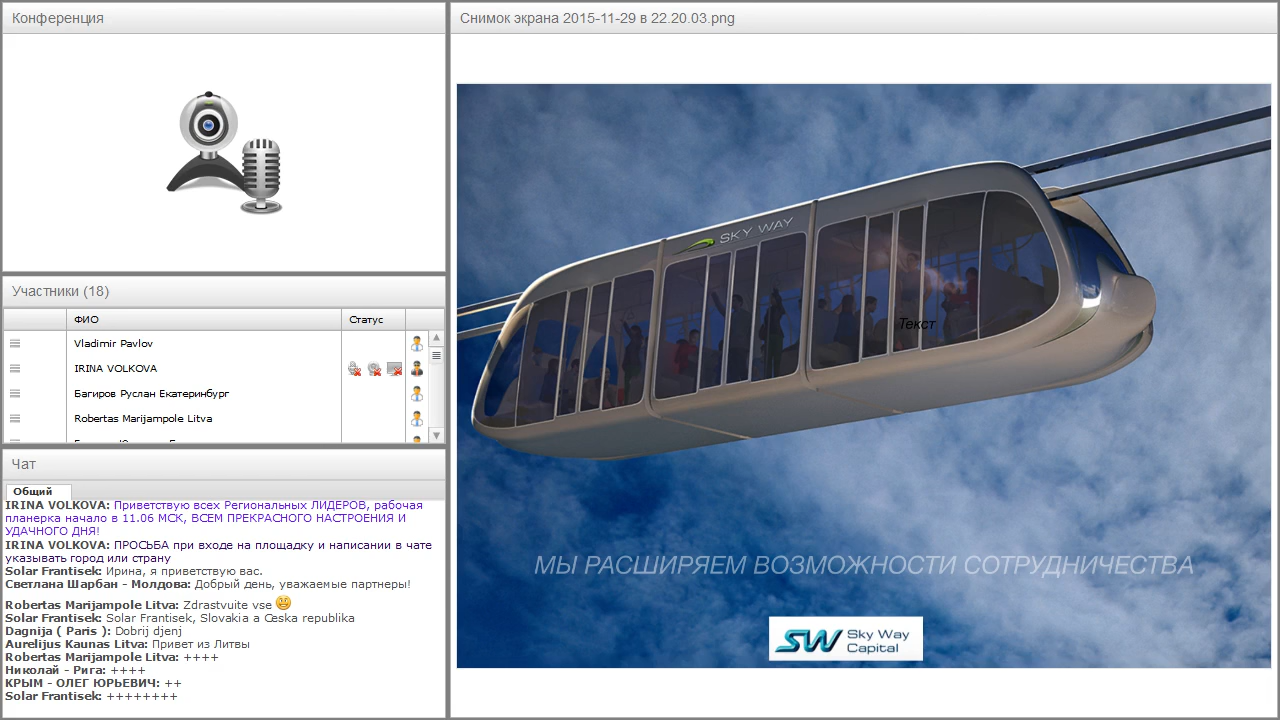 Конференция
Участники (18)
ФИО
Статус
Vladimir Pavlov
IRINA VOLKOVA
Багиров Руслан Екатеринбург
Robertas Marijampole Litva
Чат
Общий
IRINA VOLKOVA: Приветствую всех Региональных ЛИДЕРОВ, рабочая
планерка начало в 11.06 МСК, ВСЕМ ПРЕКРАСНОГО НАСТРОЕНИЯ И
УДАЧНОГО ДНЯ!
IRINA VOLKOVA: ПРОСЬБА при входе на площадку и написании в чате
указывать город или страну
Solar Frantisek: Ирина, я приветствую вас.
Светлана Шарбан - Молдова: Добрый день, уважаемые партнеры!
Robertas Marijampole Litva: Zdrastvuite vse
Solar Frantisek: Solar Frantisek, Slovakia a Ceska republika
Dagnija ( Paris ): Dobrij djenj
Aurelijus Kaunas Litva: Привет из Литвы
Robertas Marijampole Litva: ++++
Николай - Рига: ++++
КРЫМ - ОЛЕГ ЮРЬЕВИЧ: ++
Solar Frantisek: ++++++++
Снимок экрана 2015-11-29 в 22.20.03.png
SKY WAY
Текст
МЫ РАСШИРЯЕМ ВОЗМОЖНОСТИ СОТРУДНИЧЕСТВА
SW Sky Way
Capital